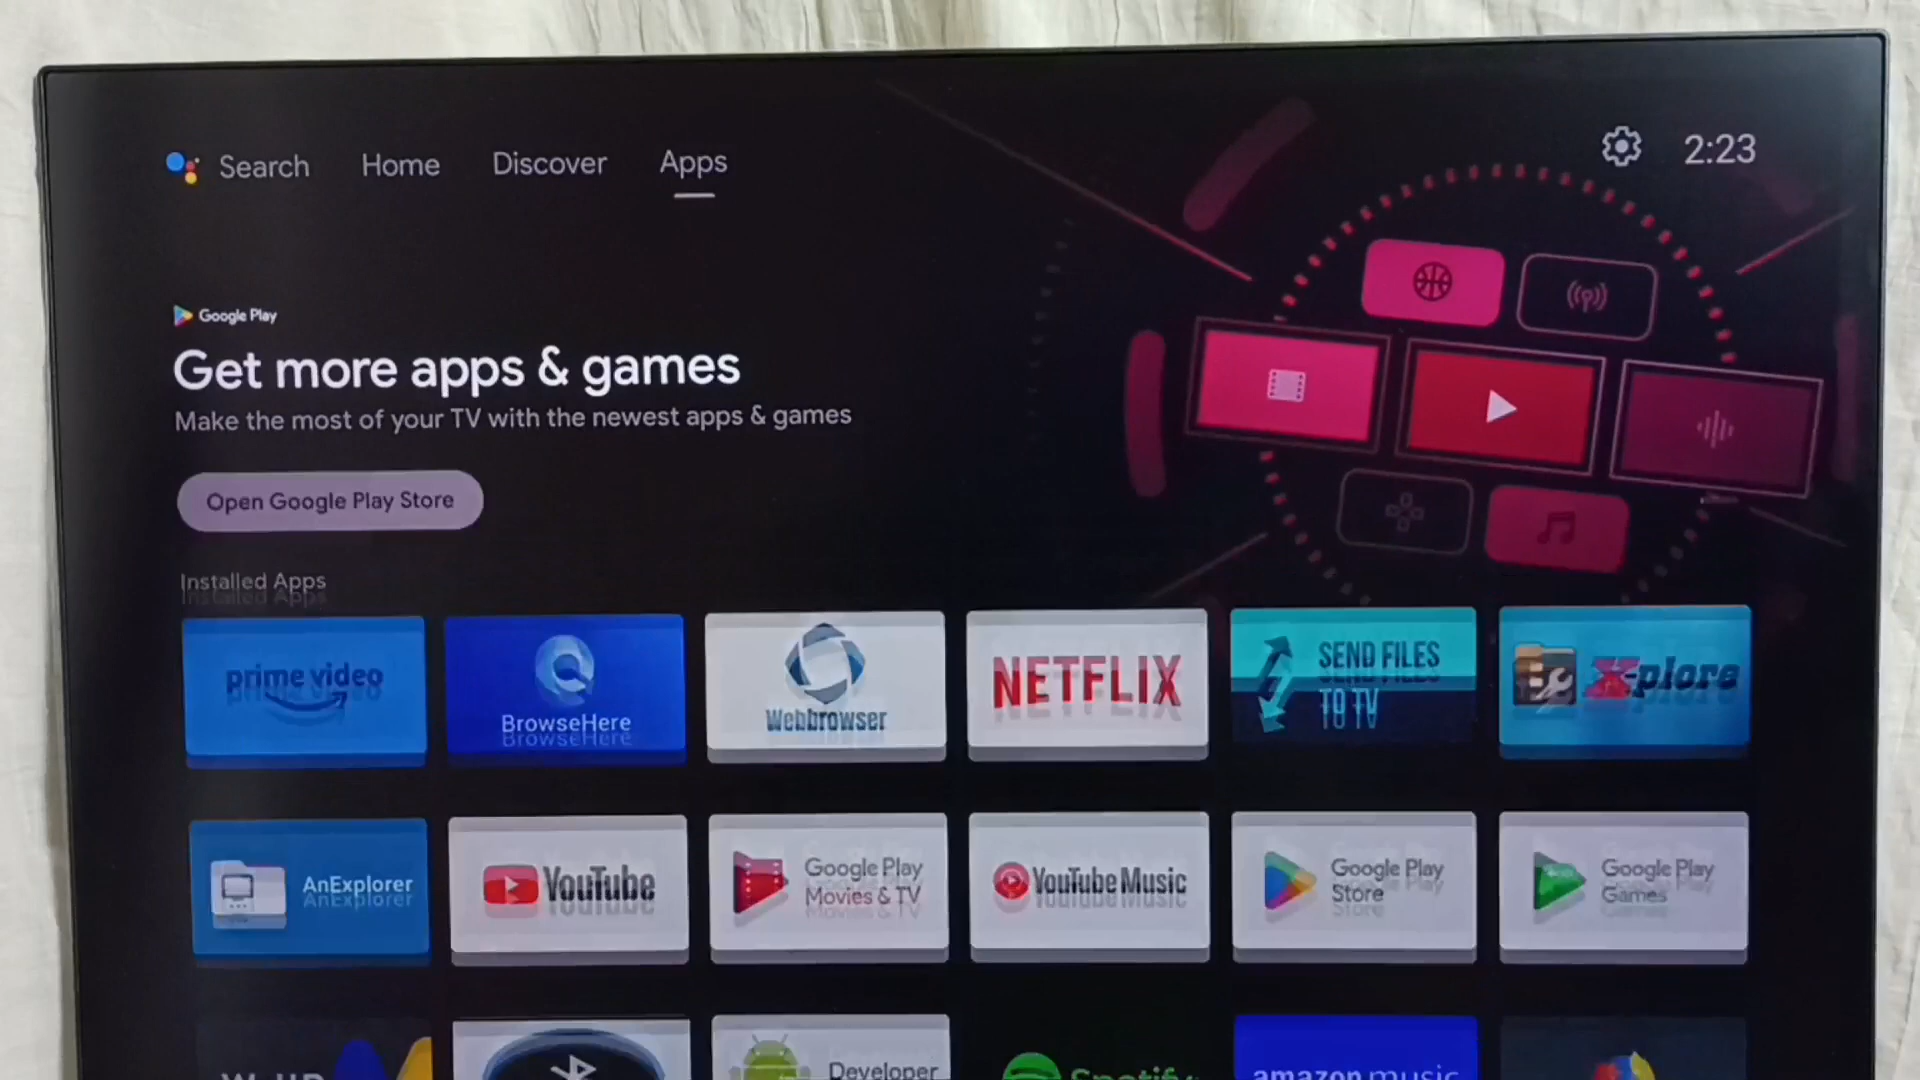 Search Home Discover Apps
2:23
Google Play
Get more apps & games
Make the most of your TV with the newest apps & games
Open Google Play Store
Installed Apps
prime video
BrowseHere
Webbrowser
NETFLIX
SEND FILES
TO TV
X-plore
AnExplorer
YouTube
Google Play
Movies & TV
YouTube Music
Google Play
Store
Google Play
Games
Developer
Spotify
amazon music